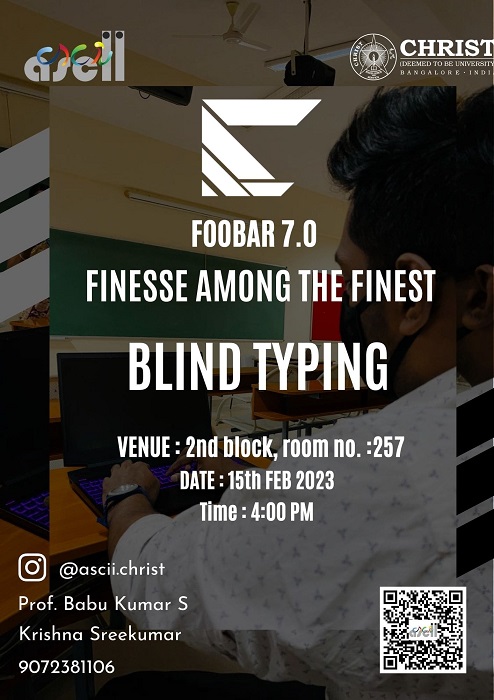 ascii
CHRIST
(DEEMED TO BE UNIVERSITY)
BANGALORE · INDIA
FOOBAR 7.0
FINESSE AMONG THE FINEST
BLIND TYPING
VENUE : 2nd block, room no. :257
DATE : 15th FEB 2023
Time : 4:00 PM
@ascii.christ
Prof. Babu Kumar S
Krishna Sreekumar
9072381106
ascii